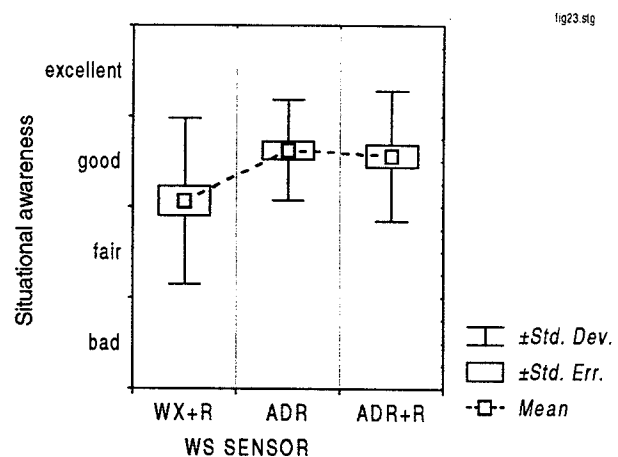 fig23.stg
excellent
good
fair
bad
Situational awareness
WX+R ADR ADR+R
WS SENSOR
±Std. Dev.
±Std. Err.
Mean